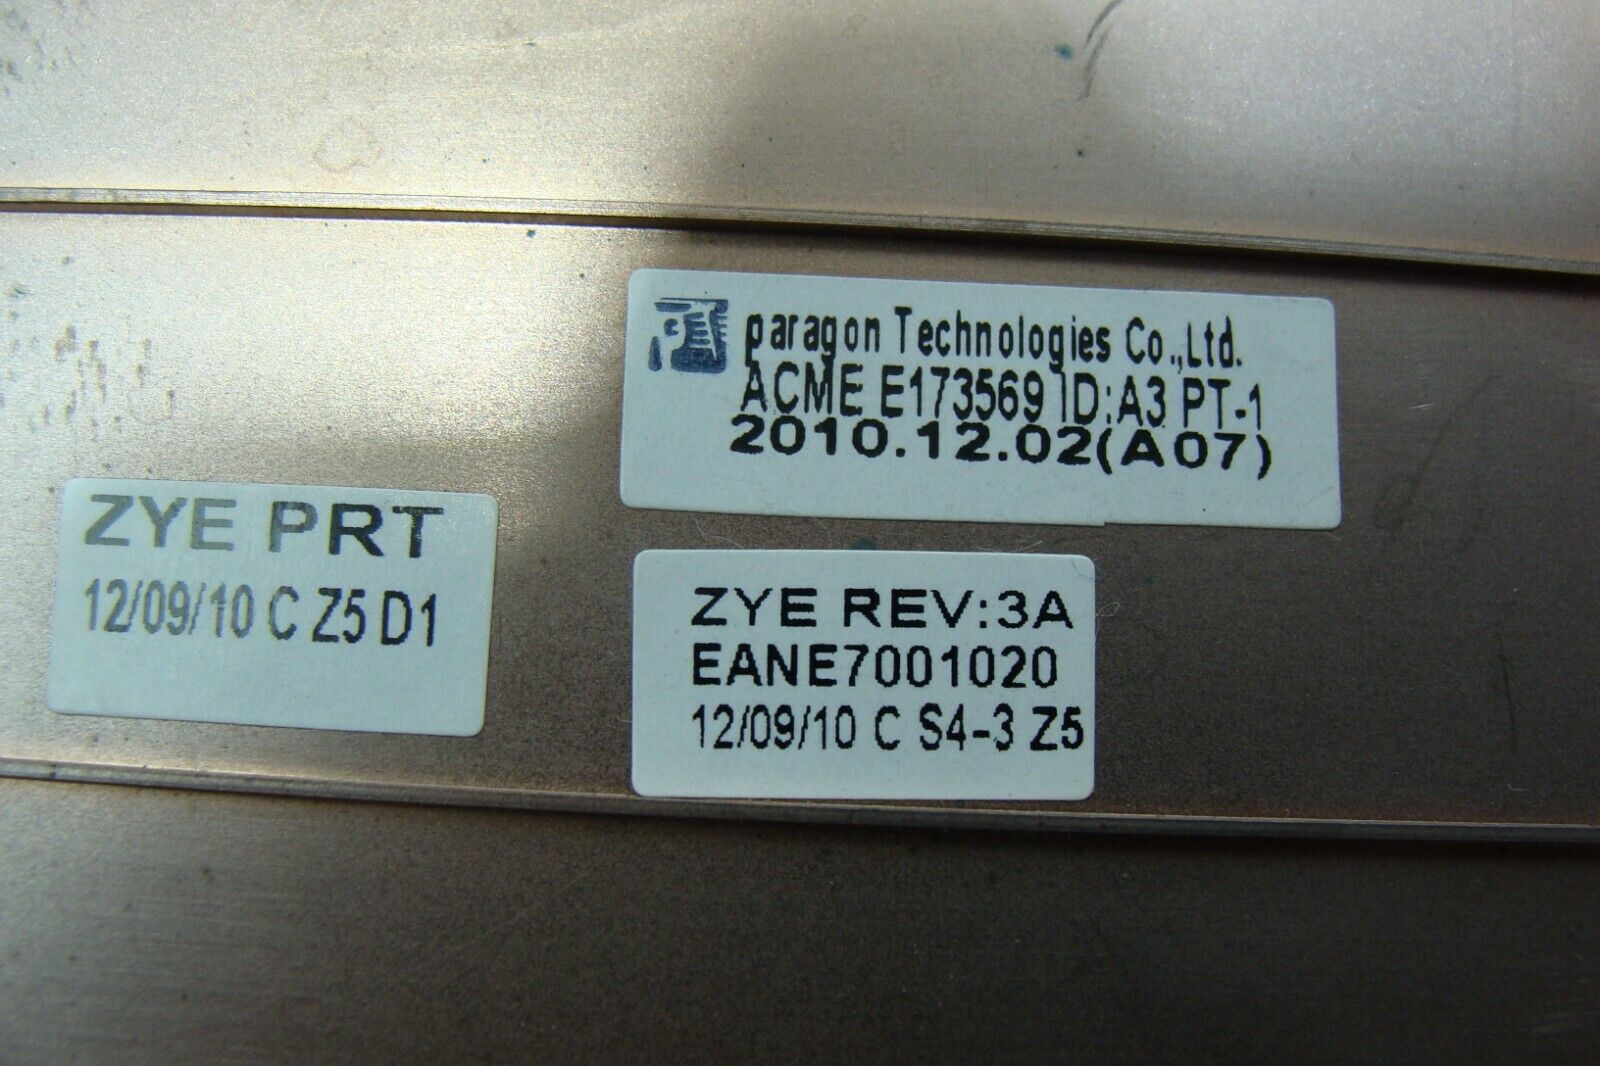 paragon Technologies Co.,Ltd.
ACME E173569 ID:A3 PT-1
2010.12.02(A07)
ZYE PRT
12/09/10 C Z5 D1
ZYE REV:3A
EANE7001020
12/09/10 C S4-3 Z5